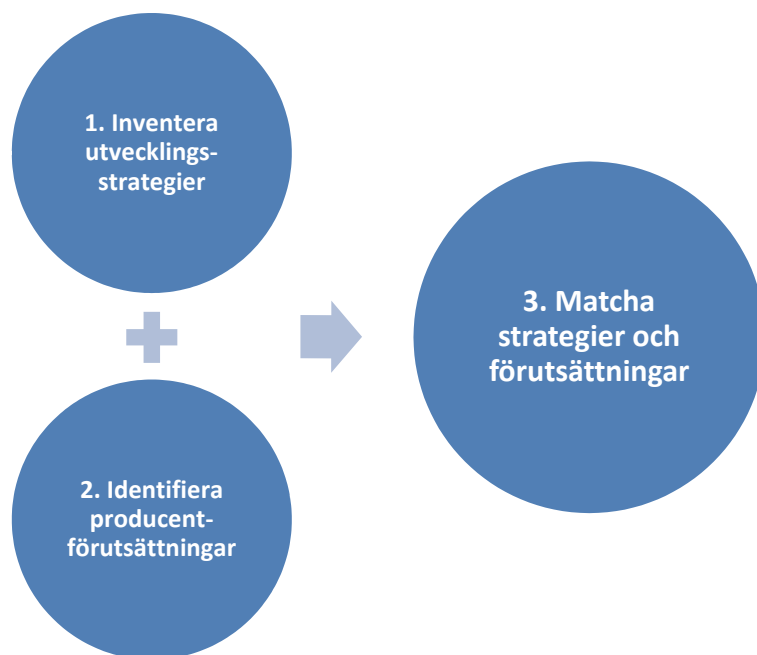 1. Inventera
utvecklings-
strategier
2. Identifiera
producent-
förutsättningar
3. Matcha
strategier och
förutsättningar